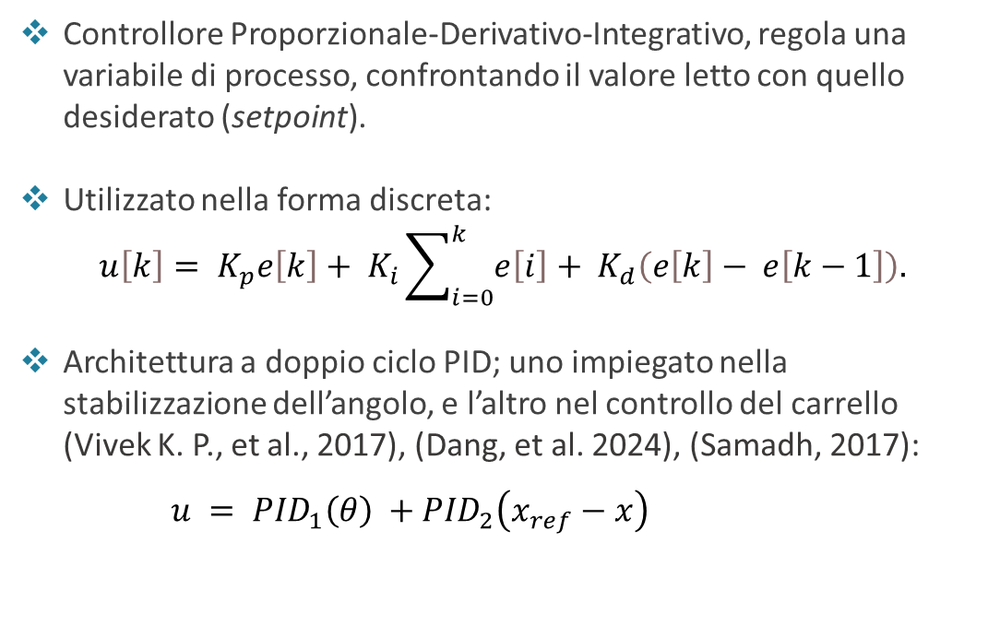 ❖ Controllore Proporzionale-Derivativo-Integrativo, regola una
variabile di processo, confrontando il valore letto con quello
desiderato (setpoint).
❖ Utilizzato nella forma discreta:
u[k] = K_p e[k] + K_i ∑_{i=0}^{k} e[i] + K_d(e[k] − e[k − 1]).
❖ Architettura a doppio ciclo PID; uno impiegato nella
stabilizzazione dell’angolo, e l’altro nel controllo del carrello
(Vivek K. P., et al., 2017), (Dang, et al. 2024), (Samadh, 2017):
u = PID_1(θ) + PID_2(x_{ref} − x)